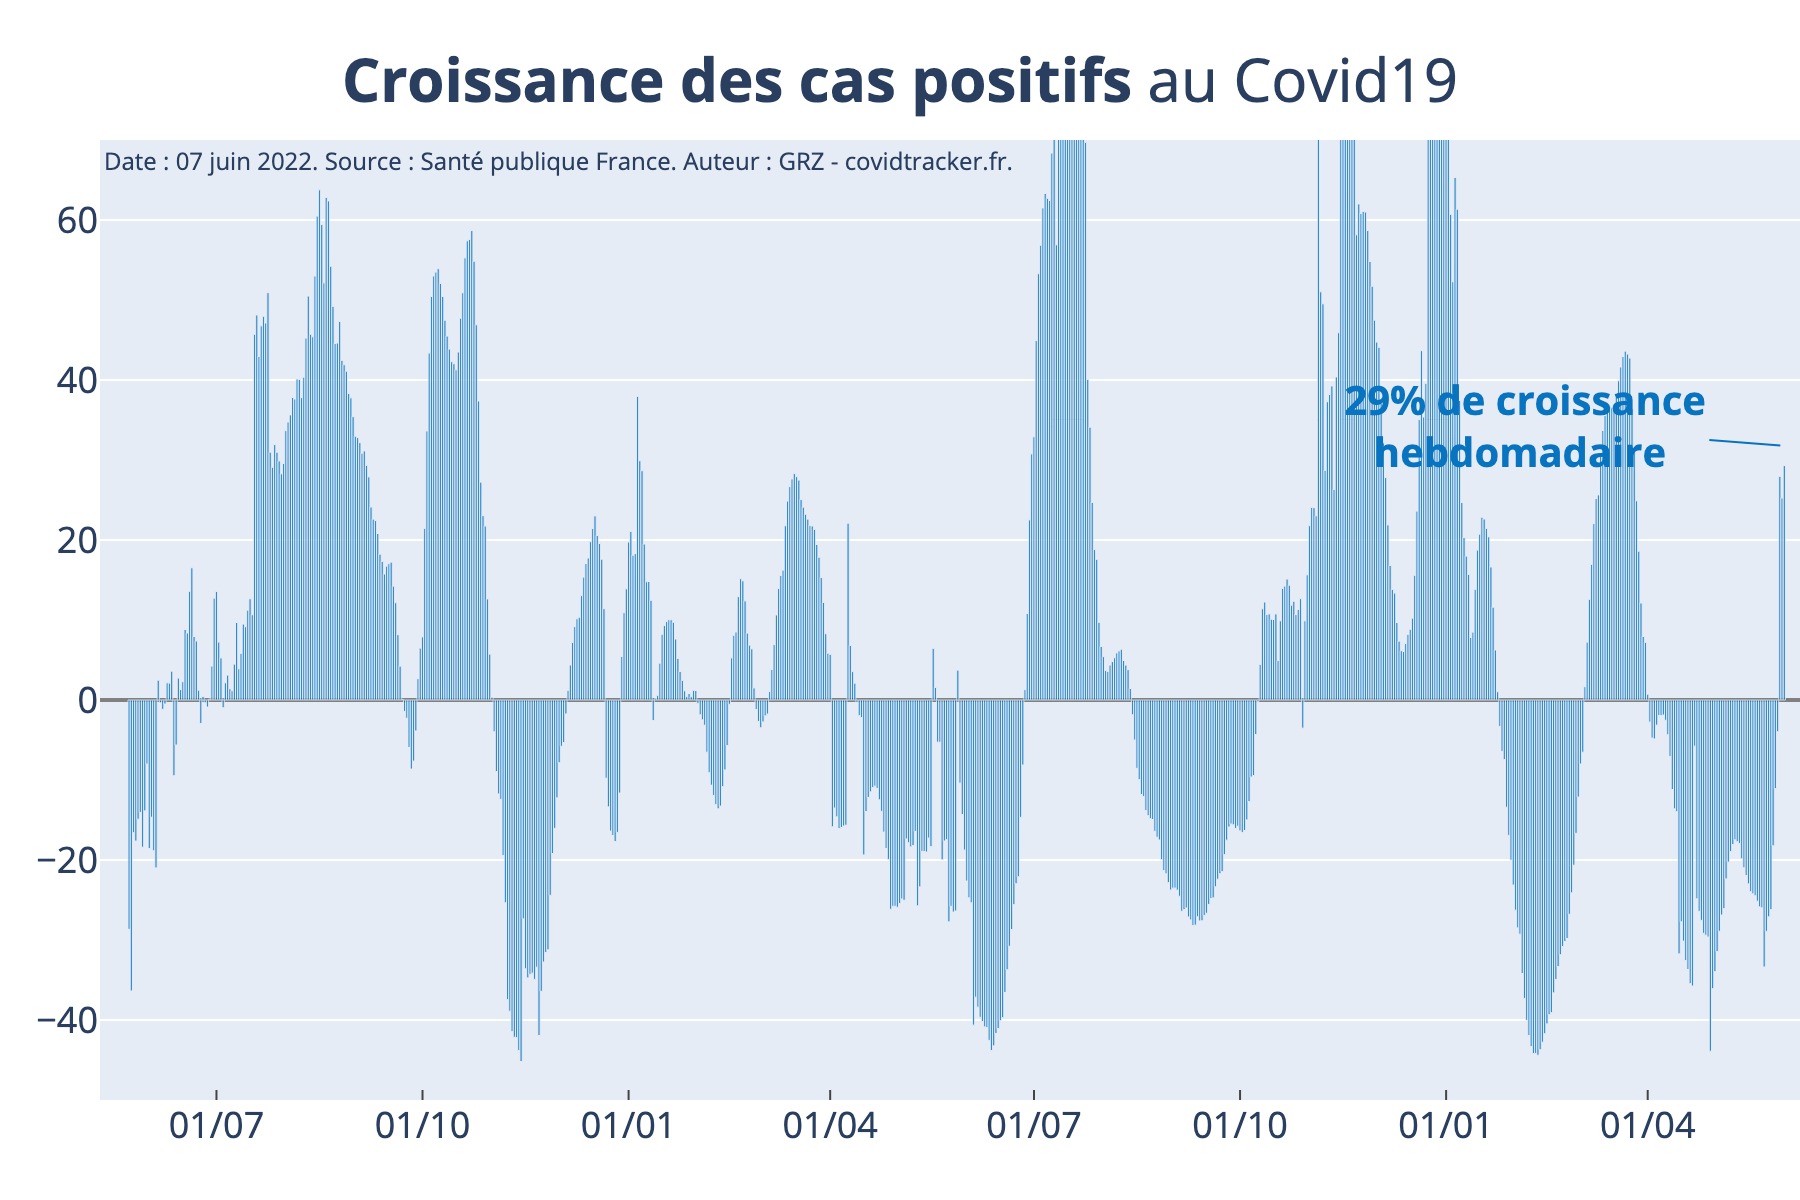 Croissance des cas positifs au Covid19
Date : 07 juin 2022. Source : Santé publique France. Auteur : GRZ - covidtracker.fr.
60
40
29% de croissance
hebdomadaire
20
0
−20
−40
01/07 01/10 01/01 01/04 01/07 01/10 01/01 01/04